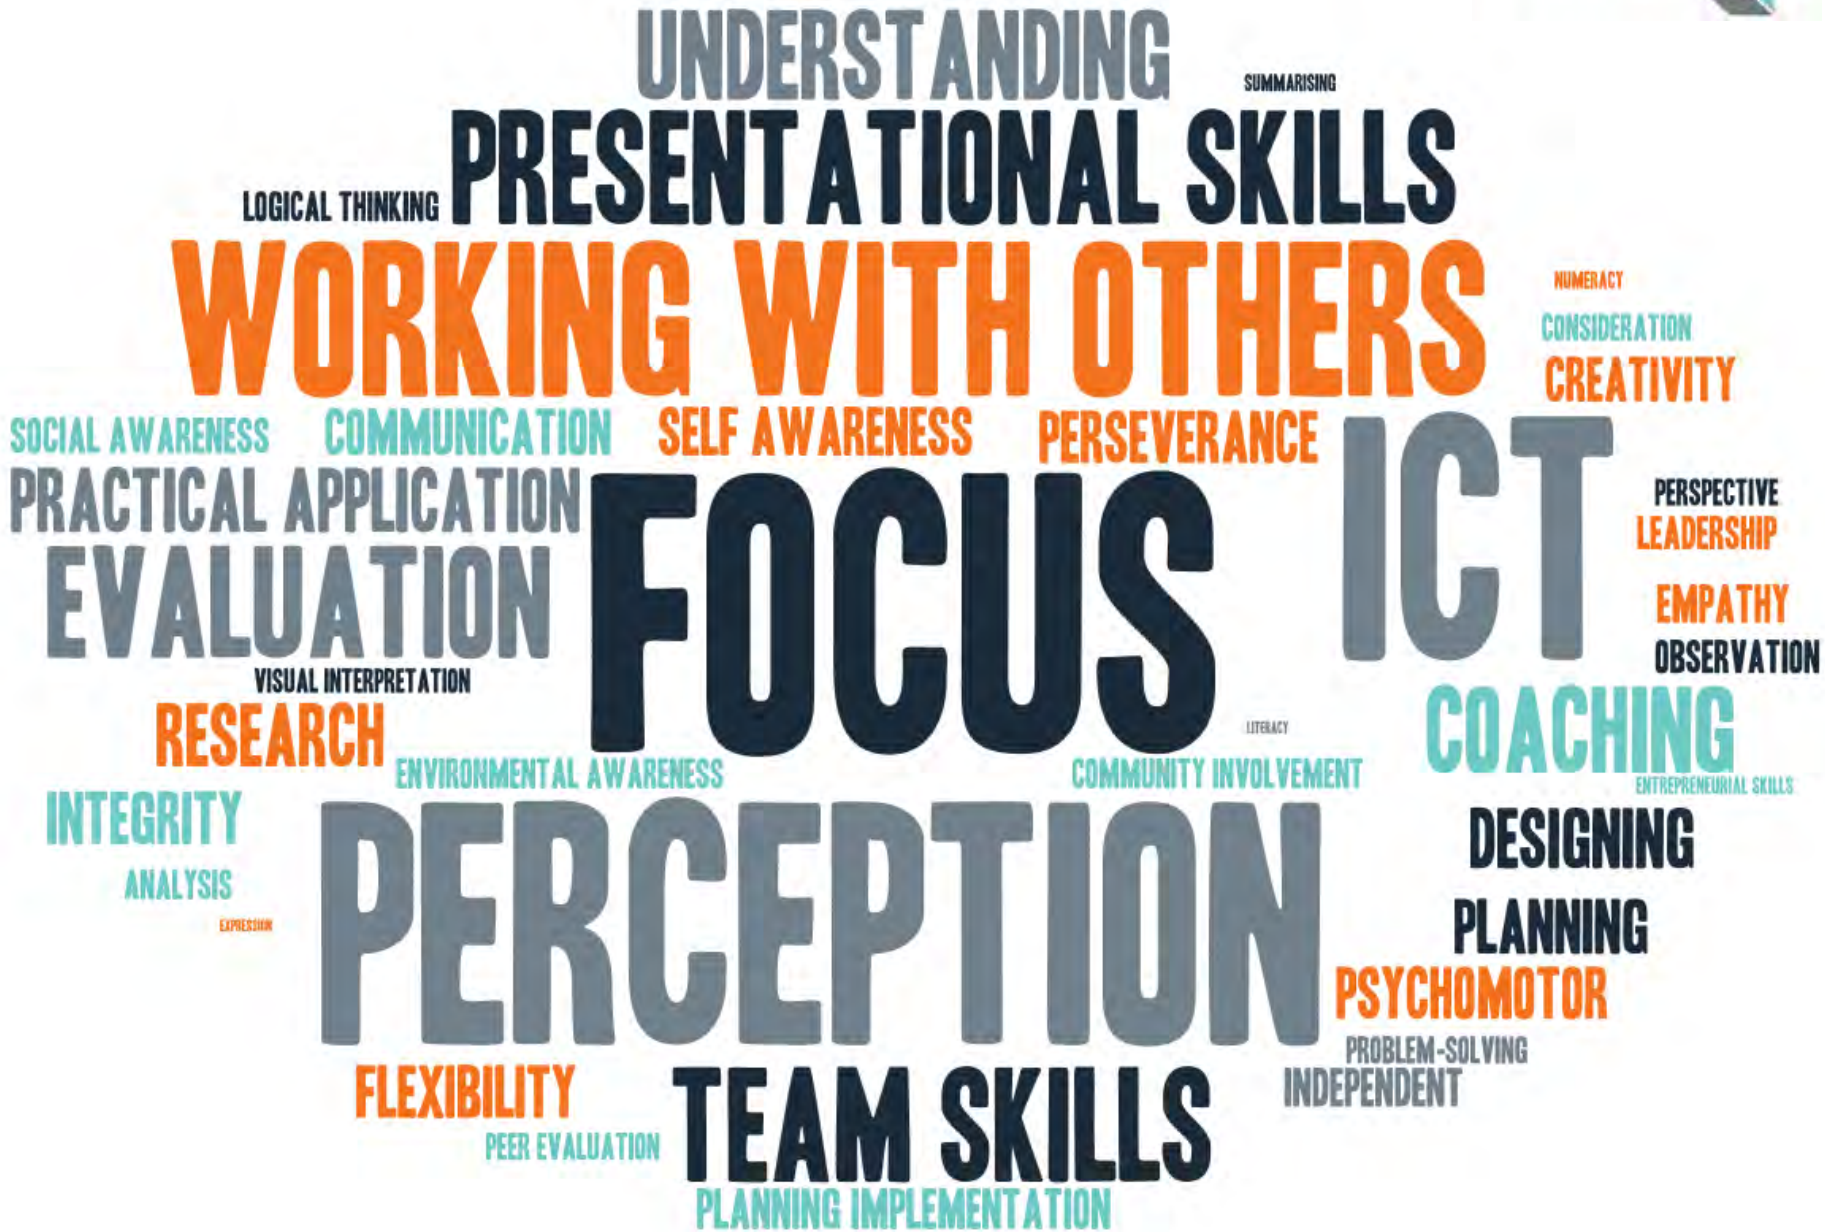 UNDERSTANDING
SUMMARISING
LOGICAL THINKING
PRESENTATIONAL SKILLS
WORKING WITH OTHERS
NUMERACY
CONSIDERATION
CREATIVITY
SOCIAL AWARENESS
COMMUNICATION
SELF AWARENESS
PERSEVERANCE
ICT
PRACTICAL APPLICATION
FOCUS
PERSPECTIVE
LEADERSHIP
EVALUATION
EMPATHY
OBSERVATION
VISUAL INTERPRETATION
RESEARCH
LITERACY
COACHING
ENVIRONMENTAL AWARENESS
COMMUNITY INVOLVEMENT
ENTREPRENEURIAL SKILLS
INTEGRITY
PERCEPTION
DESIGNING
ANALYSIS
EXPRESSION
PLANNING
PSYCHOMOTOR
PROBLEM-SOLVING
INDEPENDENT
FLEXIBILITY
TEAM SKILLS
PEER EVALUATION
PLANNING IMPLEMENTATION